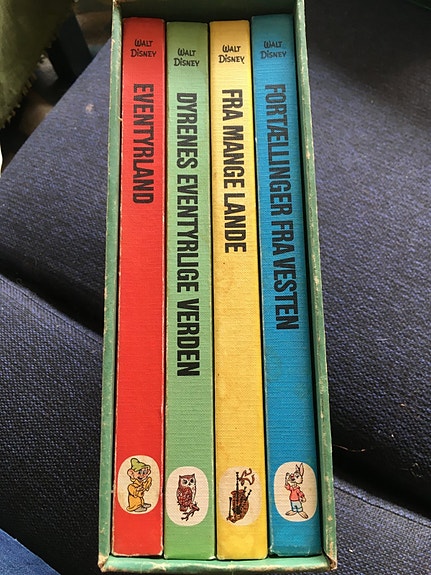 WALT
DISNEY
EVENTYRLAND
WALT
DISNEY
DYRENES EVENTYRLIGE VERDEN
WALT
DISNEY
FRA MANGE LANDE
WALT
DISNEY
FORTÆLLINGER FRA VESTEN